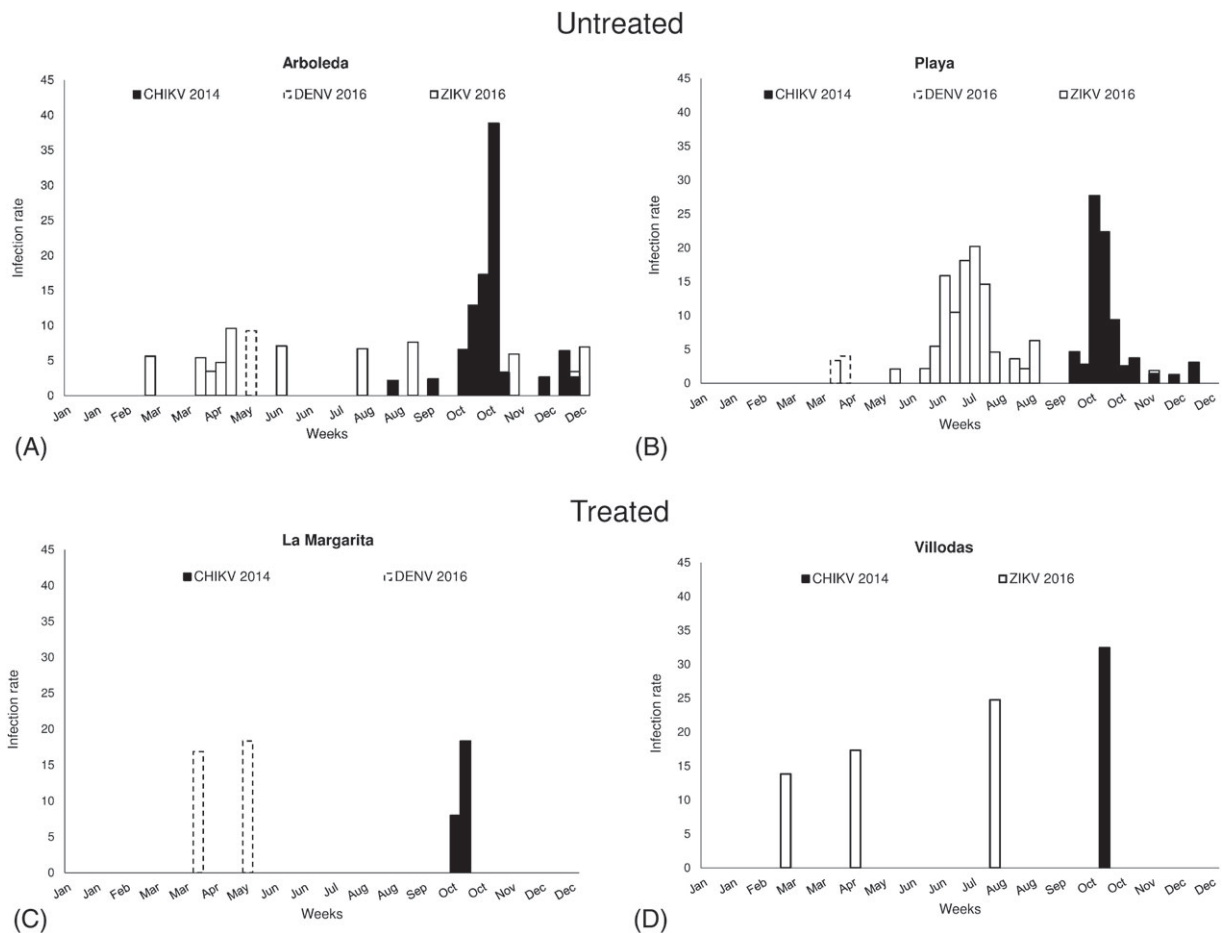 Untreated
Arboleda
CHIKV 2014 DENV 2016 ZIKV 2016
45
40
35
30
25
20
15
10
5
0
Infection rate
Jan Jan Feb Mar Mar Apr May Jun Jun Jul Aug Aug Sep Oct Oct Nov Dec Dec
Weeks
(A)
Playa
CHIKV 2014 DENV 2016 ZIKV 2016
45
40
35
30
25
20
15
10
5
0
Infection rate
Jan Jan Feb Mar Mar Apr May Jun Jun Jul Aug Aug Sep Oct Oct Nov Dec Dec
Weeks
(B)
Treated
La Margarita
CHIKV 2014 DENV 2016
45
40
35
30
25
20
15
10
5
0
Infection rate
Jan Jan Feb Mar Mar Apr May Jun Jun Jul Aug Aug Sep Oct Oct Nov Dec Dec
Weeks
(C)
Villodas
CHIKV 2014 ZIKV 2016
45
40
35
30
25
20
15
10
5
0
Infection rate
Jan Jan Feb Mar Mar Apr May Jun Jun Jul Aug Aug Sep Oct Oct Nov Dec Dec
Weeks
(D)